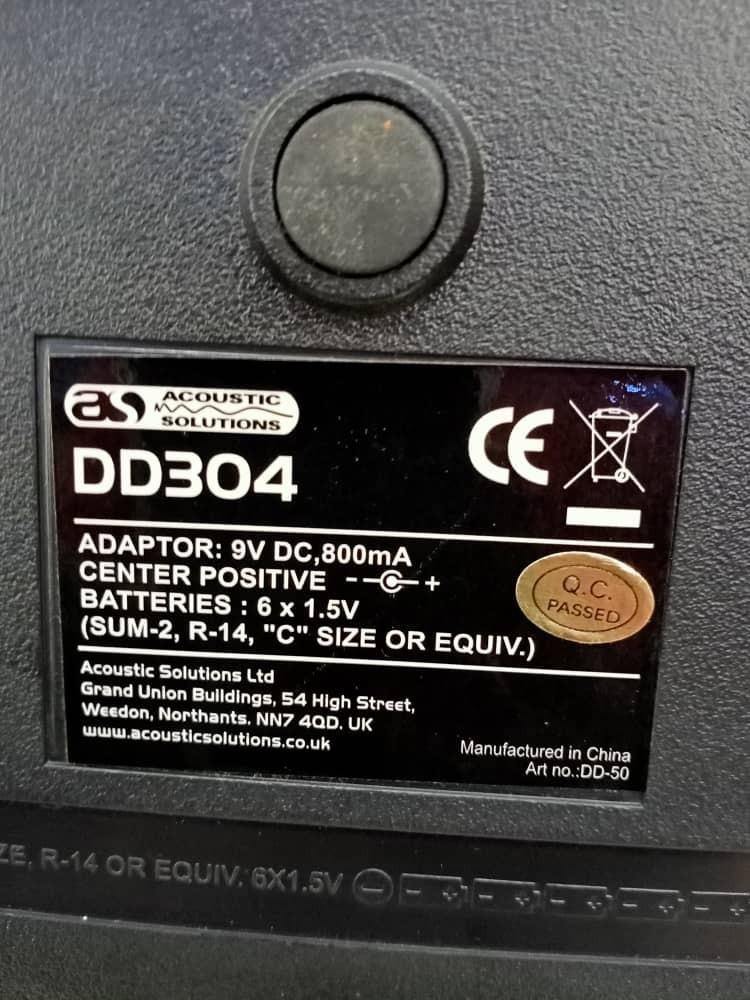 as ACOUSTIC
SOLUTIONS
DD304
CE
ADAPTOR: 9V DC,800mA
CENTER POSITIVE - +
BATTERIES : 6 x 1.5V
(SUM-2, R-14, "C" SIZE OR EQUIV.)
Q.C.
PASSED
Acoustic Solutions Ltd
Grand Union Buildings, 54 High Street,
Weedon, Northants. NN7 4QD. UK
www.acousticsolutions.co.uk
Manufactured in China
Art no.:DD-50
ZE, R-14 OR EQUIV. 6X1.5V